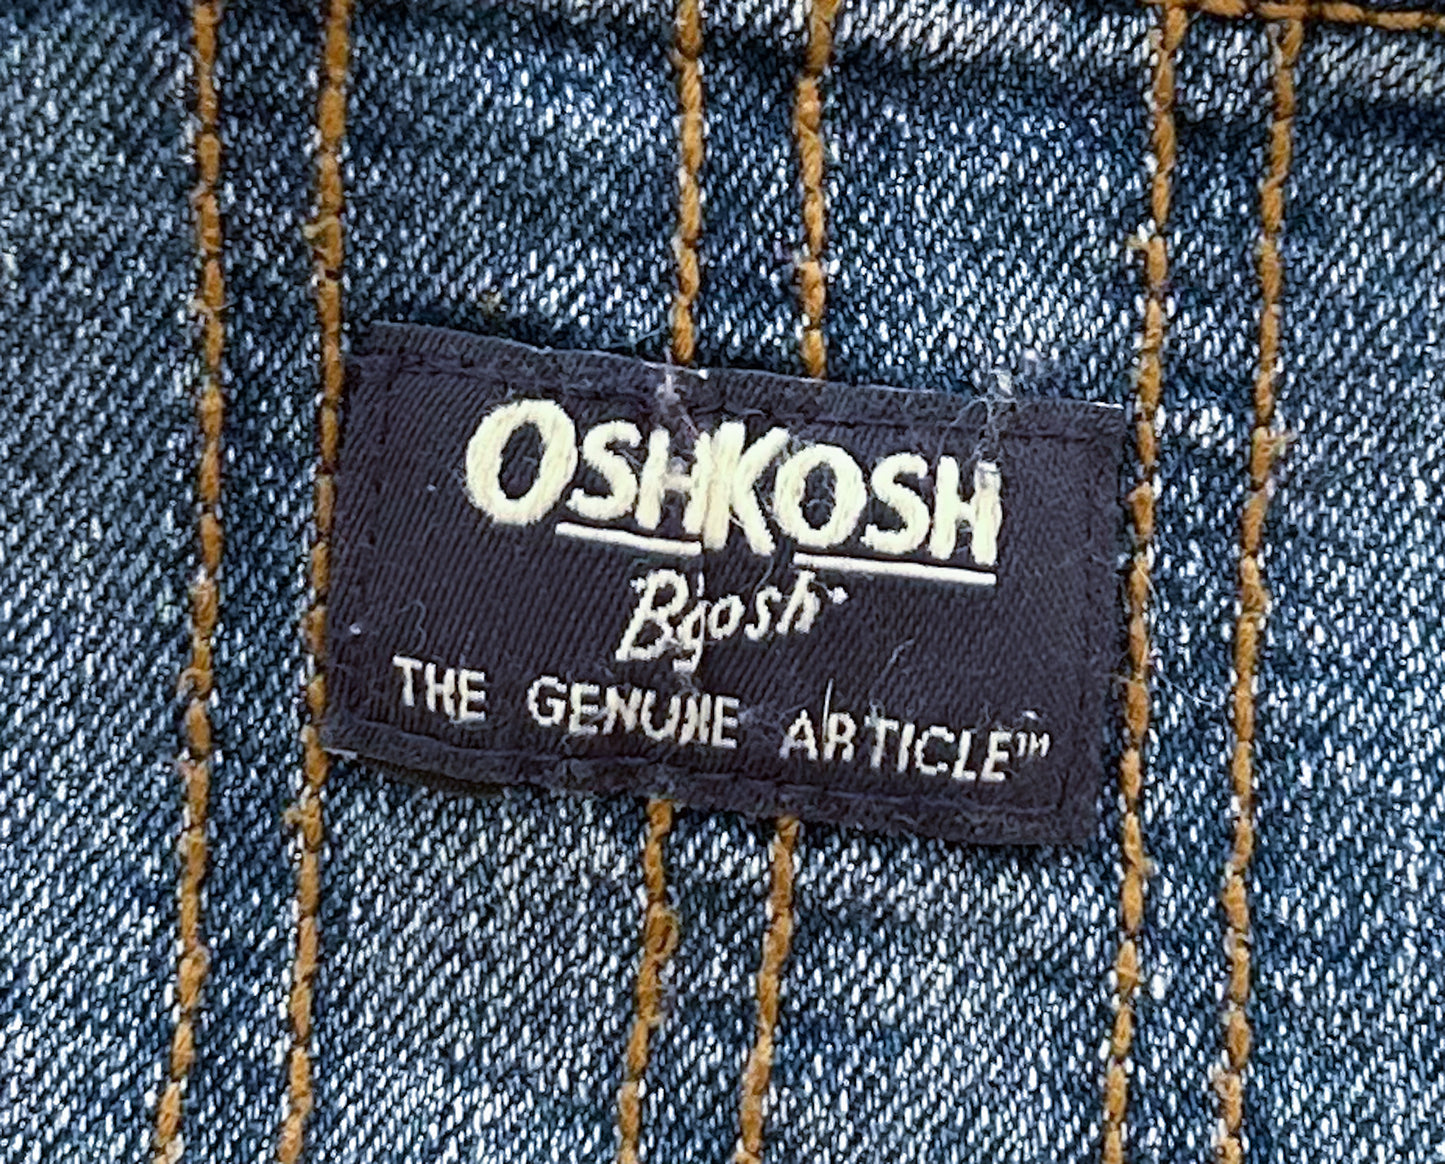 OSHKOSH
B'gosh
THE GENUINE ARTICLE™